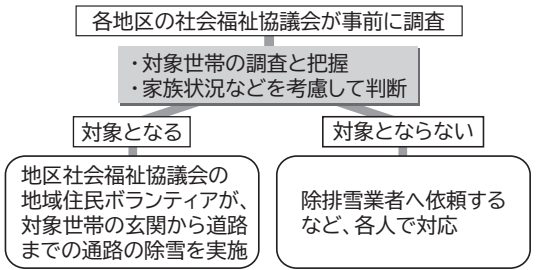 各地区の社会福祉協議会が事前に調査
・対象世帯の調査と把握
・家族状況などを考慮して判断
対象となる
対象とならない
地区社会福祉協議会の
地域住民ボランティアが、
対象世帯の玄関から道路
までの通路の除雪を実施
除排雪業者へ依頼する
など、各人で対応